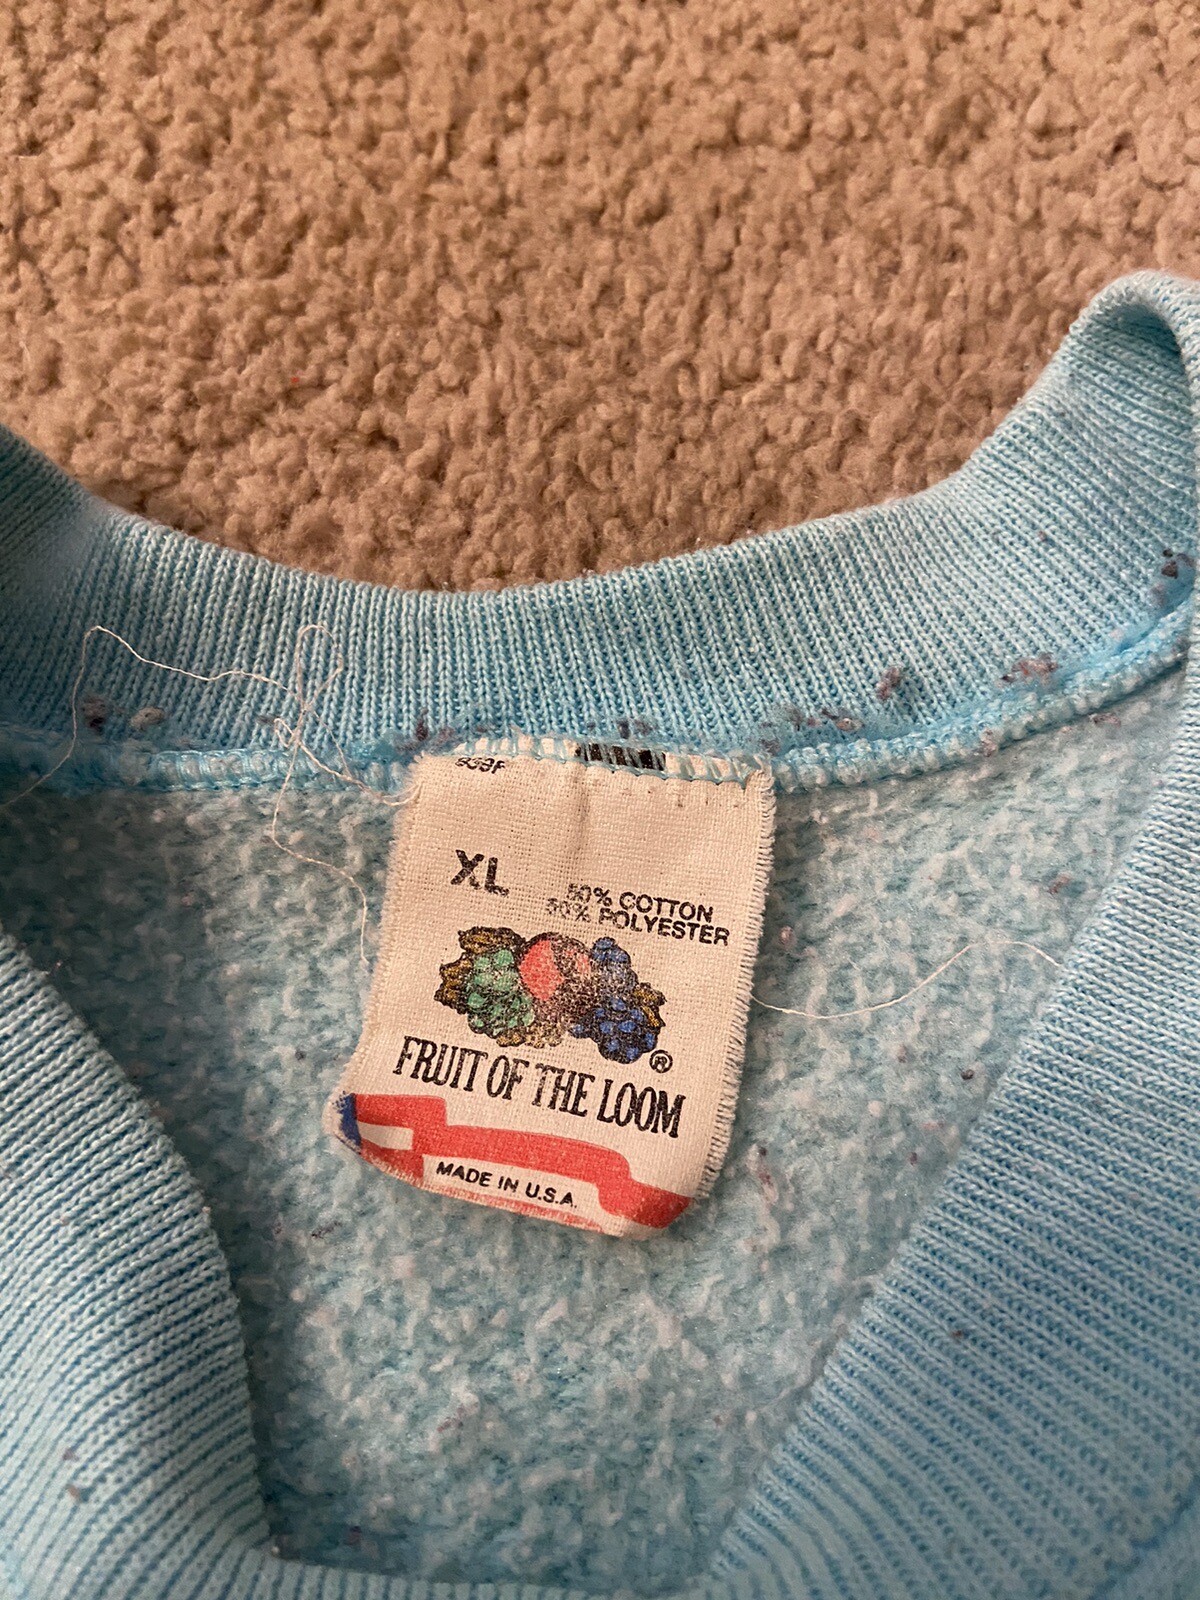 XL
50% COTTON
50% POLYESTER
®
FRUIT OF THE LOOM
MADE IN U.S.A.